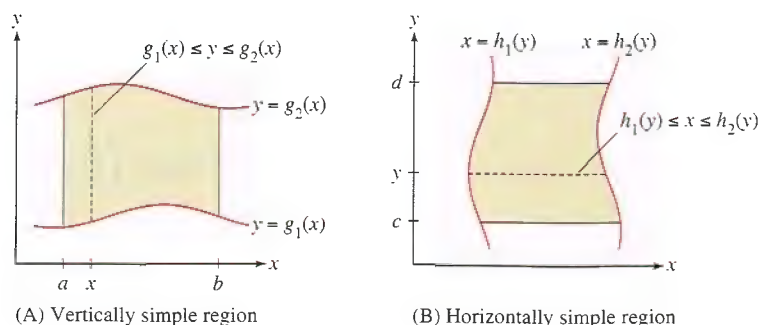 y
g₁(x) ≤ y ≤ g₂(x)
y = g₂(x)
y = g₁(x)
a x b
x
(A) Vertically simple region
y
x = h₁(y) x = h₂(y)
d
h₁(y) ≤ x ≤ h₂(y)
y
c
x
(B) Horizontally simple region